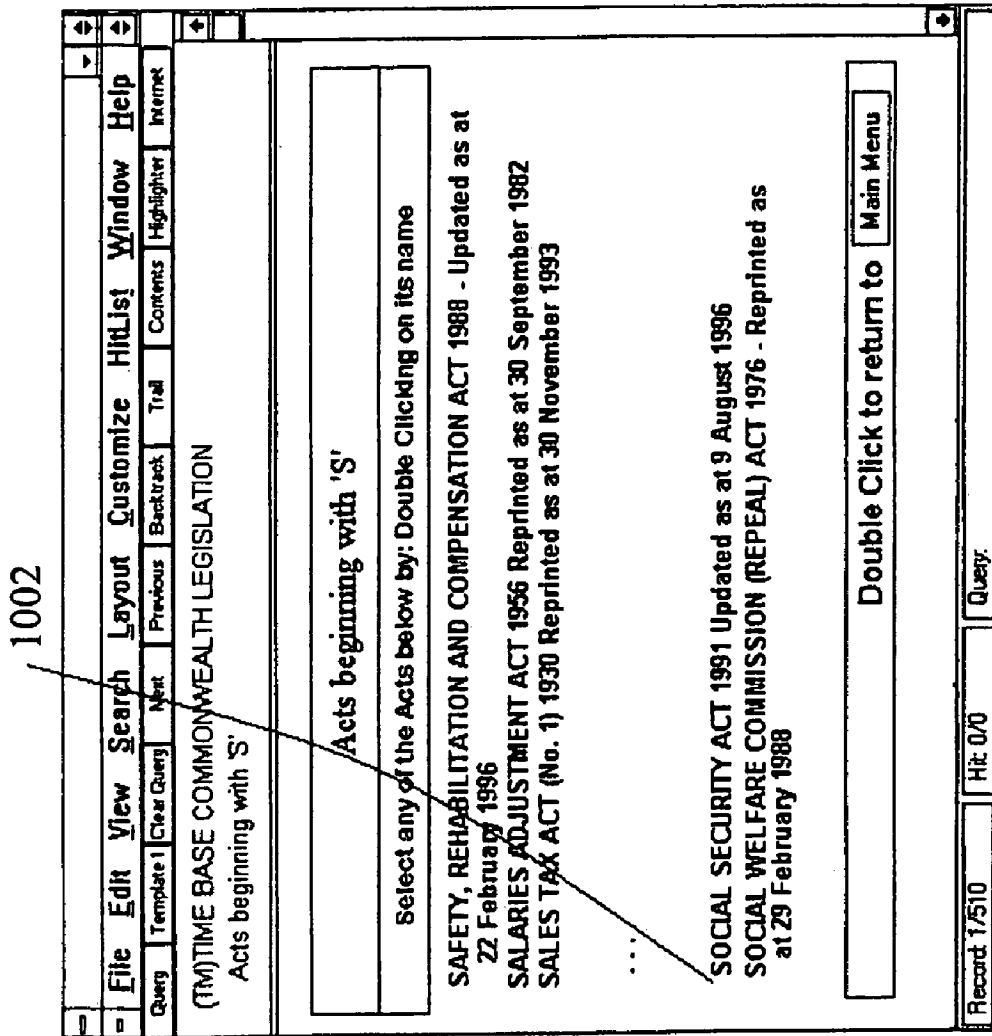 1002
File Edit View Search Layout Customize HitList Window Help
Query Template 1 Clear Query Next Previous Backtrack Trail Contents Highlighter Internet
(TM)TIME BASE COMMONWEALTH LEGISLATION
Acts beginning with 'S'
Acts beginning with 'S'
Select any of the Acts below by: Double Clicking on its name
SAFETY, REHABILITATION AND COMPENSATION ACT 1988 - Updated as at
22 February 1996
SALARIES ADJUSTMENT ACT 1956 Reprinted as at 30 September 1982
SALES TAX ACT (No. 1) 1930 Reprinted as at 30 November 1993
. . . .
SOCIAL SECURITY ACT 1991 Updated as at 9 August 1996
SOCIAL WELFARE COMMISSION (REPEAL) ACT 1976 - Reprinted as
at 29 February 1988
Double Click to return to Main Menu
Record: 1/510 Hit: 0/0 Query: